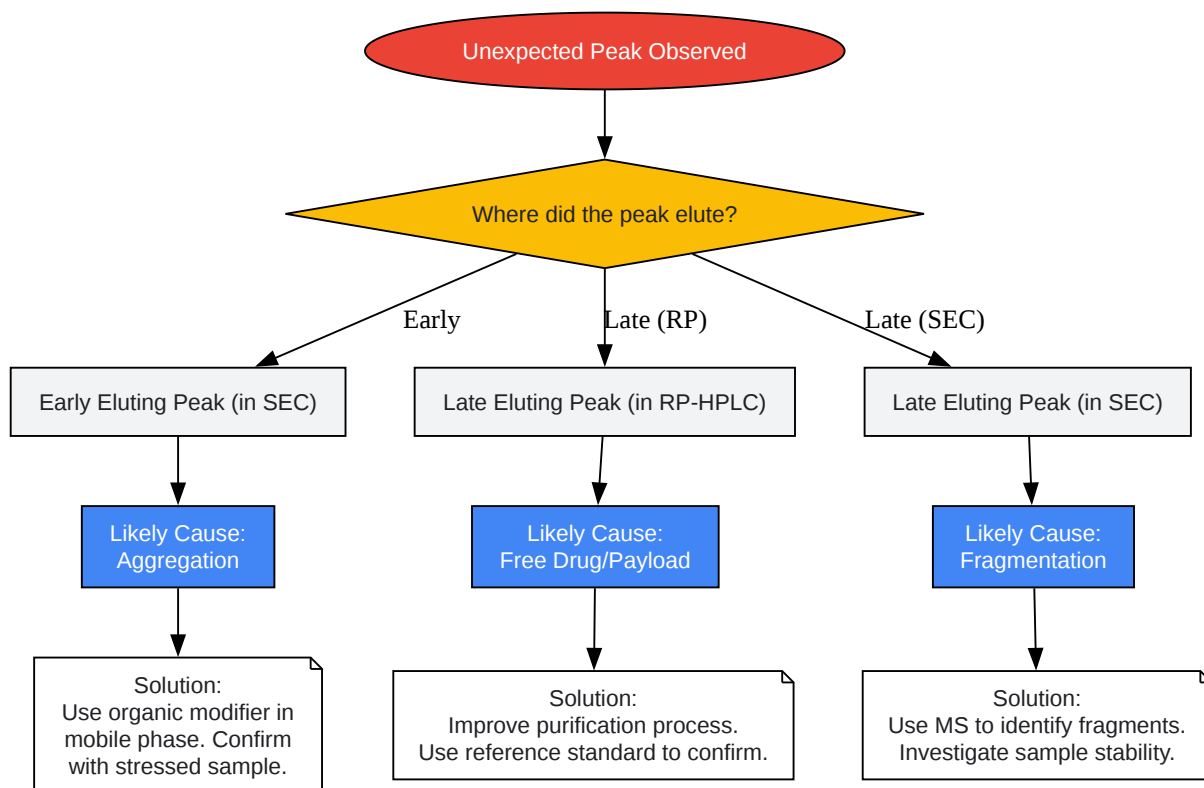 Unexpected Peak Observed
Where did the peak elute?
Early
Late (RP)
Late (SEC)
Early Eluting Peak (in SEC)
Late Eluting Peak (in RP-HPLC)
Late Eluting Peak (in SEC)
Likely Cause:
Aggregation
Likely Cause:
Free Drug/Payload
Likely Cause:
Fragmentation
Solution:
Use organic modifier in
mobile phase. Confirm
with stressed sample.
Solution:
Improve purification process.
Use reference standard to confirm.
Solution:
Use MS to identify fragments.
Investigate sample stability.